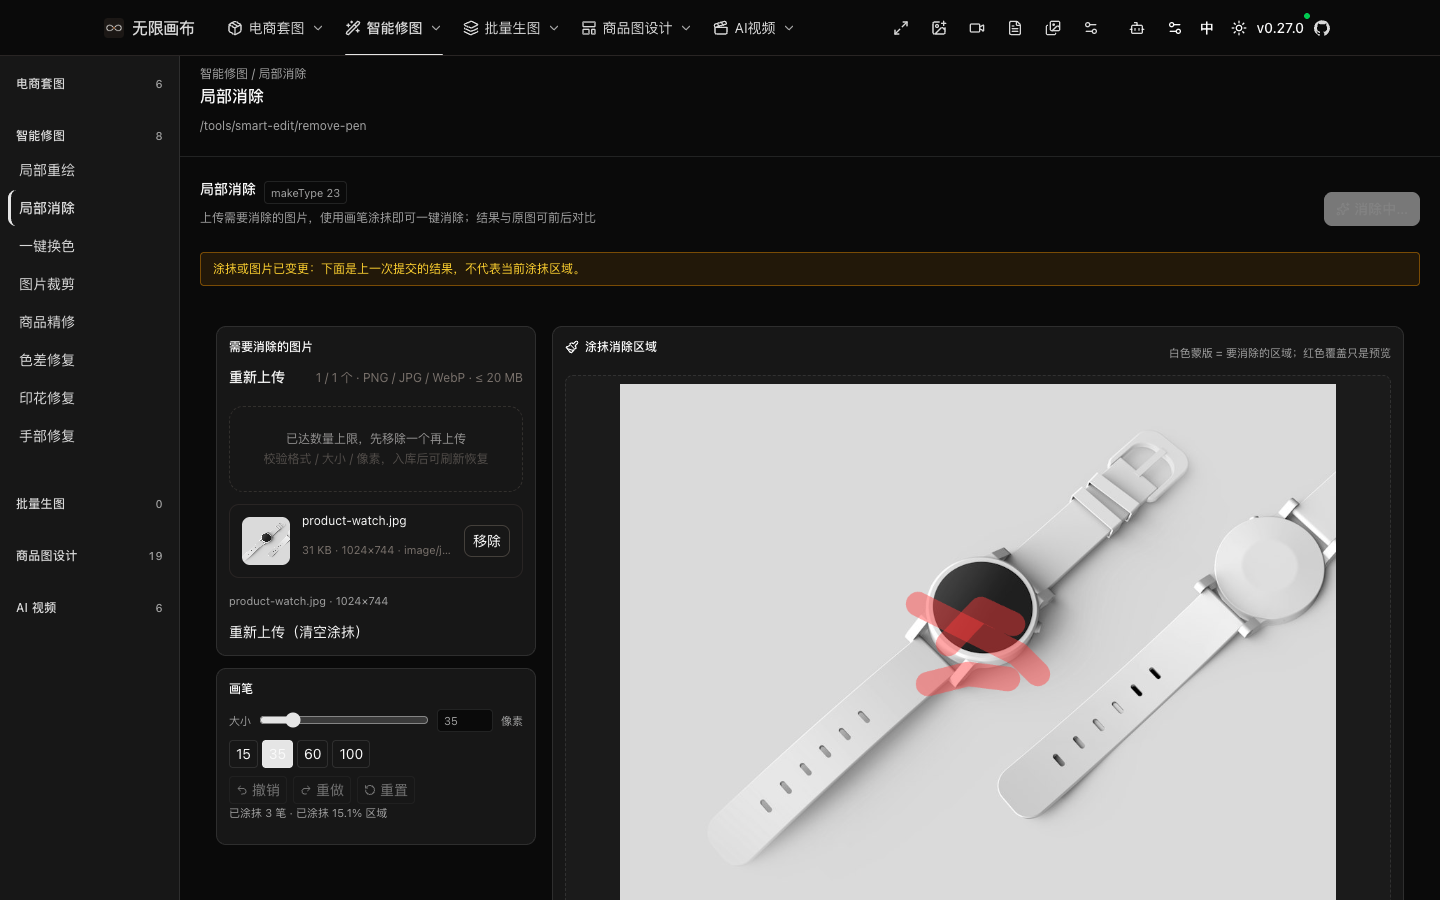 无限画布
电商套图
智能修图
批量生图
商品图设计
AI视频
中
v0.27.0
电商套图 6
智能修图 8
局部重绘
局部消除
一键换色
图片裁剪
商品精修
色差修复
印花修复
手部修复
批量生图 0
商品图设计 19
AI 视频 6
智能修图 / 局部消除
局部消除
/tools/smart-edit/remove-pen
局部消除 makeType 23
上传需要消除的图片，使用画笔涂抹即可一键消除；结果与原图可前后对比
消除中...
涂抹或图片已变更：下面是上一次提交的结果，不代表当前涂抹区域。
需要消除的图片
重新上传 1 / 1 个 · PNG / JPG / WebP · ≤ 20 MB
已达数量上限，先移除一个再上传
校验格式 / 大小 / 像素，入库后可刷新恢复
product-watch.jpg
31 KB · 1024×744 · image/j...
移除
product-watch.jpg · 1024×744
重新上传（清空涂抹）
画笔
大小 35 像素
15 35 60 100
撤销 重做 重置
已涂抹 3 笔 · 已涂抹 15.1% 区域
涂抹消除区域
白色蒙版 = 要消除的区域；红色覆盖只是预览